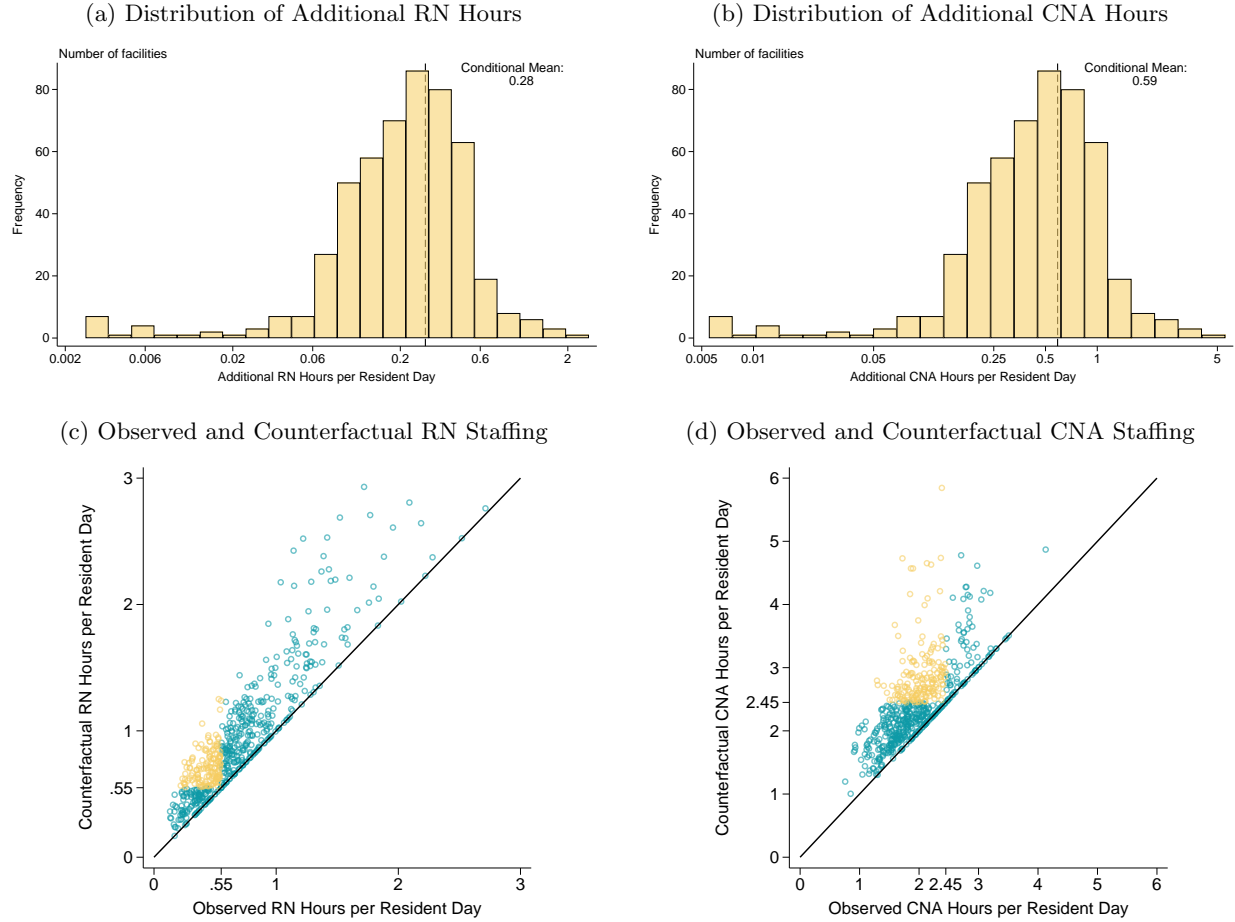 (a) Distribution of Additional RN Hours
Number of facilities
Conditional Mean:
0.28
Frequency
80
60
40
20
0
0.002 0.006 0.02 0.06 0.2 0.6 2
Additional RN Hours per Resident Day
(b) Distribution of Additional CNA Hours
Number of facilities
Conditional Mean:
0.59
Frequency
80
60
40
20
0
0.005 0.01 0.05 0.25 0.5 1 5
Additional CNA Hours per Resident Day
(c) Observed and Counterfactual RN Staffing
Counterfactual RN Hours per Resident Day
3
2
1
.55
0
0 .55 1 2 3
Observed RN Hours per Resident Day
(d) Observed and Counterfactual CNA Staffing
Counterfactual CNA Hours per Resident Day
6
5
4
3
2.45
2
1
0
0 1 2 2.45 3 4 5 6
Observed CNA Hours per Resident Day